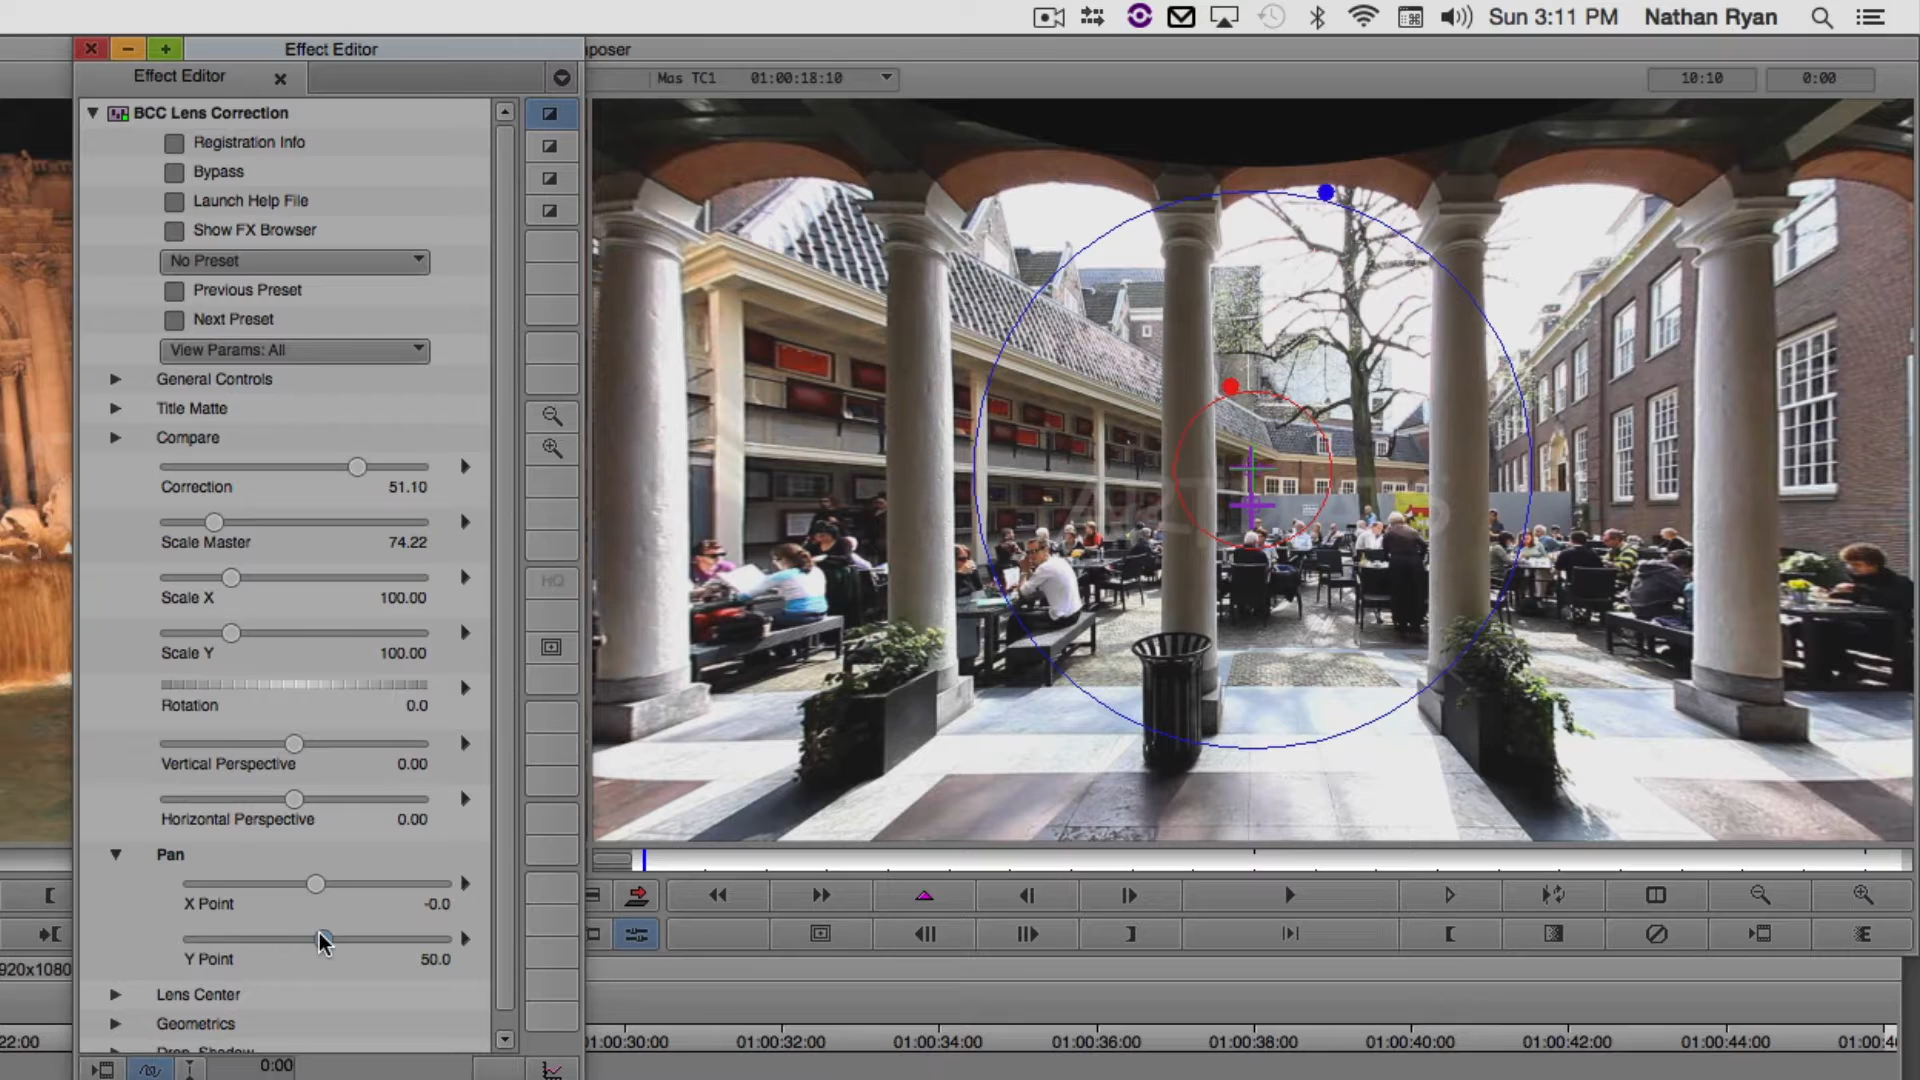 Sun 3:11 PM Nathan Ryan
Effect Editor
poser
Effect Editor
Mas TC1 01:00:18:10
10:10 0:00
BCC Lens Correction
Registration Info
Bypass
Launch Help File
Show FX Browser
No Preset
Previous Preset
Next Preset
View Params: All
General Controls
Title Matte
Compare
Correction 51.10
Scale Master 74.22
Scale X 100.00
HQ
Scale Y 100.00
Rotation 0.0
Vertical Perspective 0.00
Horizontal Perspective 0.00
Pan
X Point -0.0
Y Point 50.0
920x1080
Lens Center
Geometrics
22:00 01:00:30:00 01:00:32:00 01:00:34:00 01:00:36:00 01:00:38:00 01:00:40:00 01:00:42:00 01:00:44:00 01:00:4
0:00